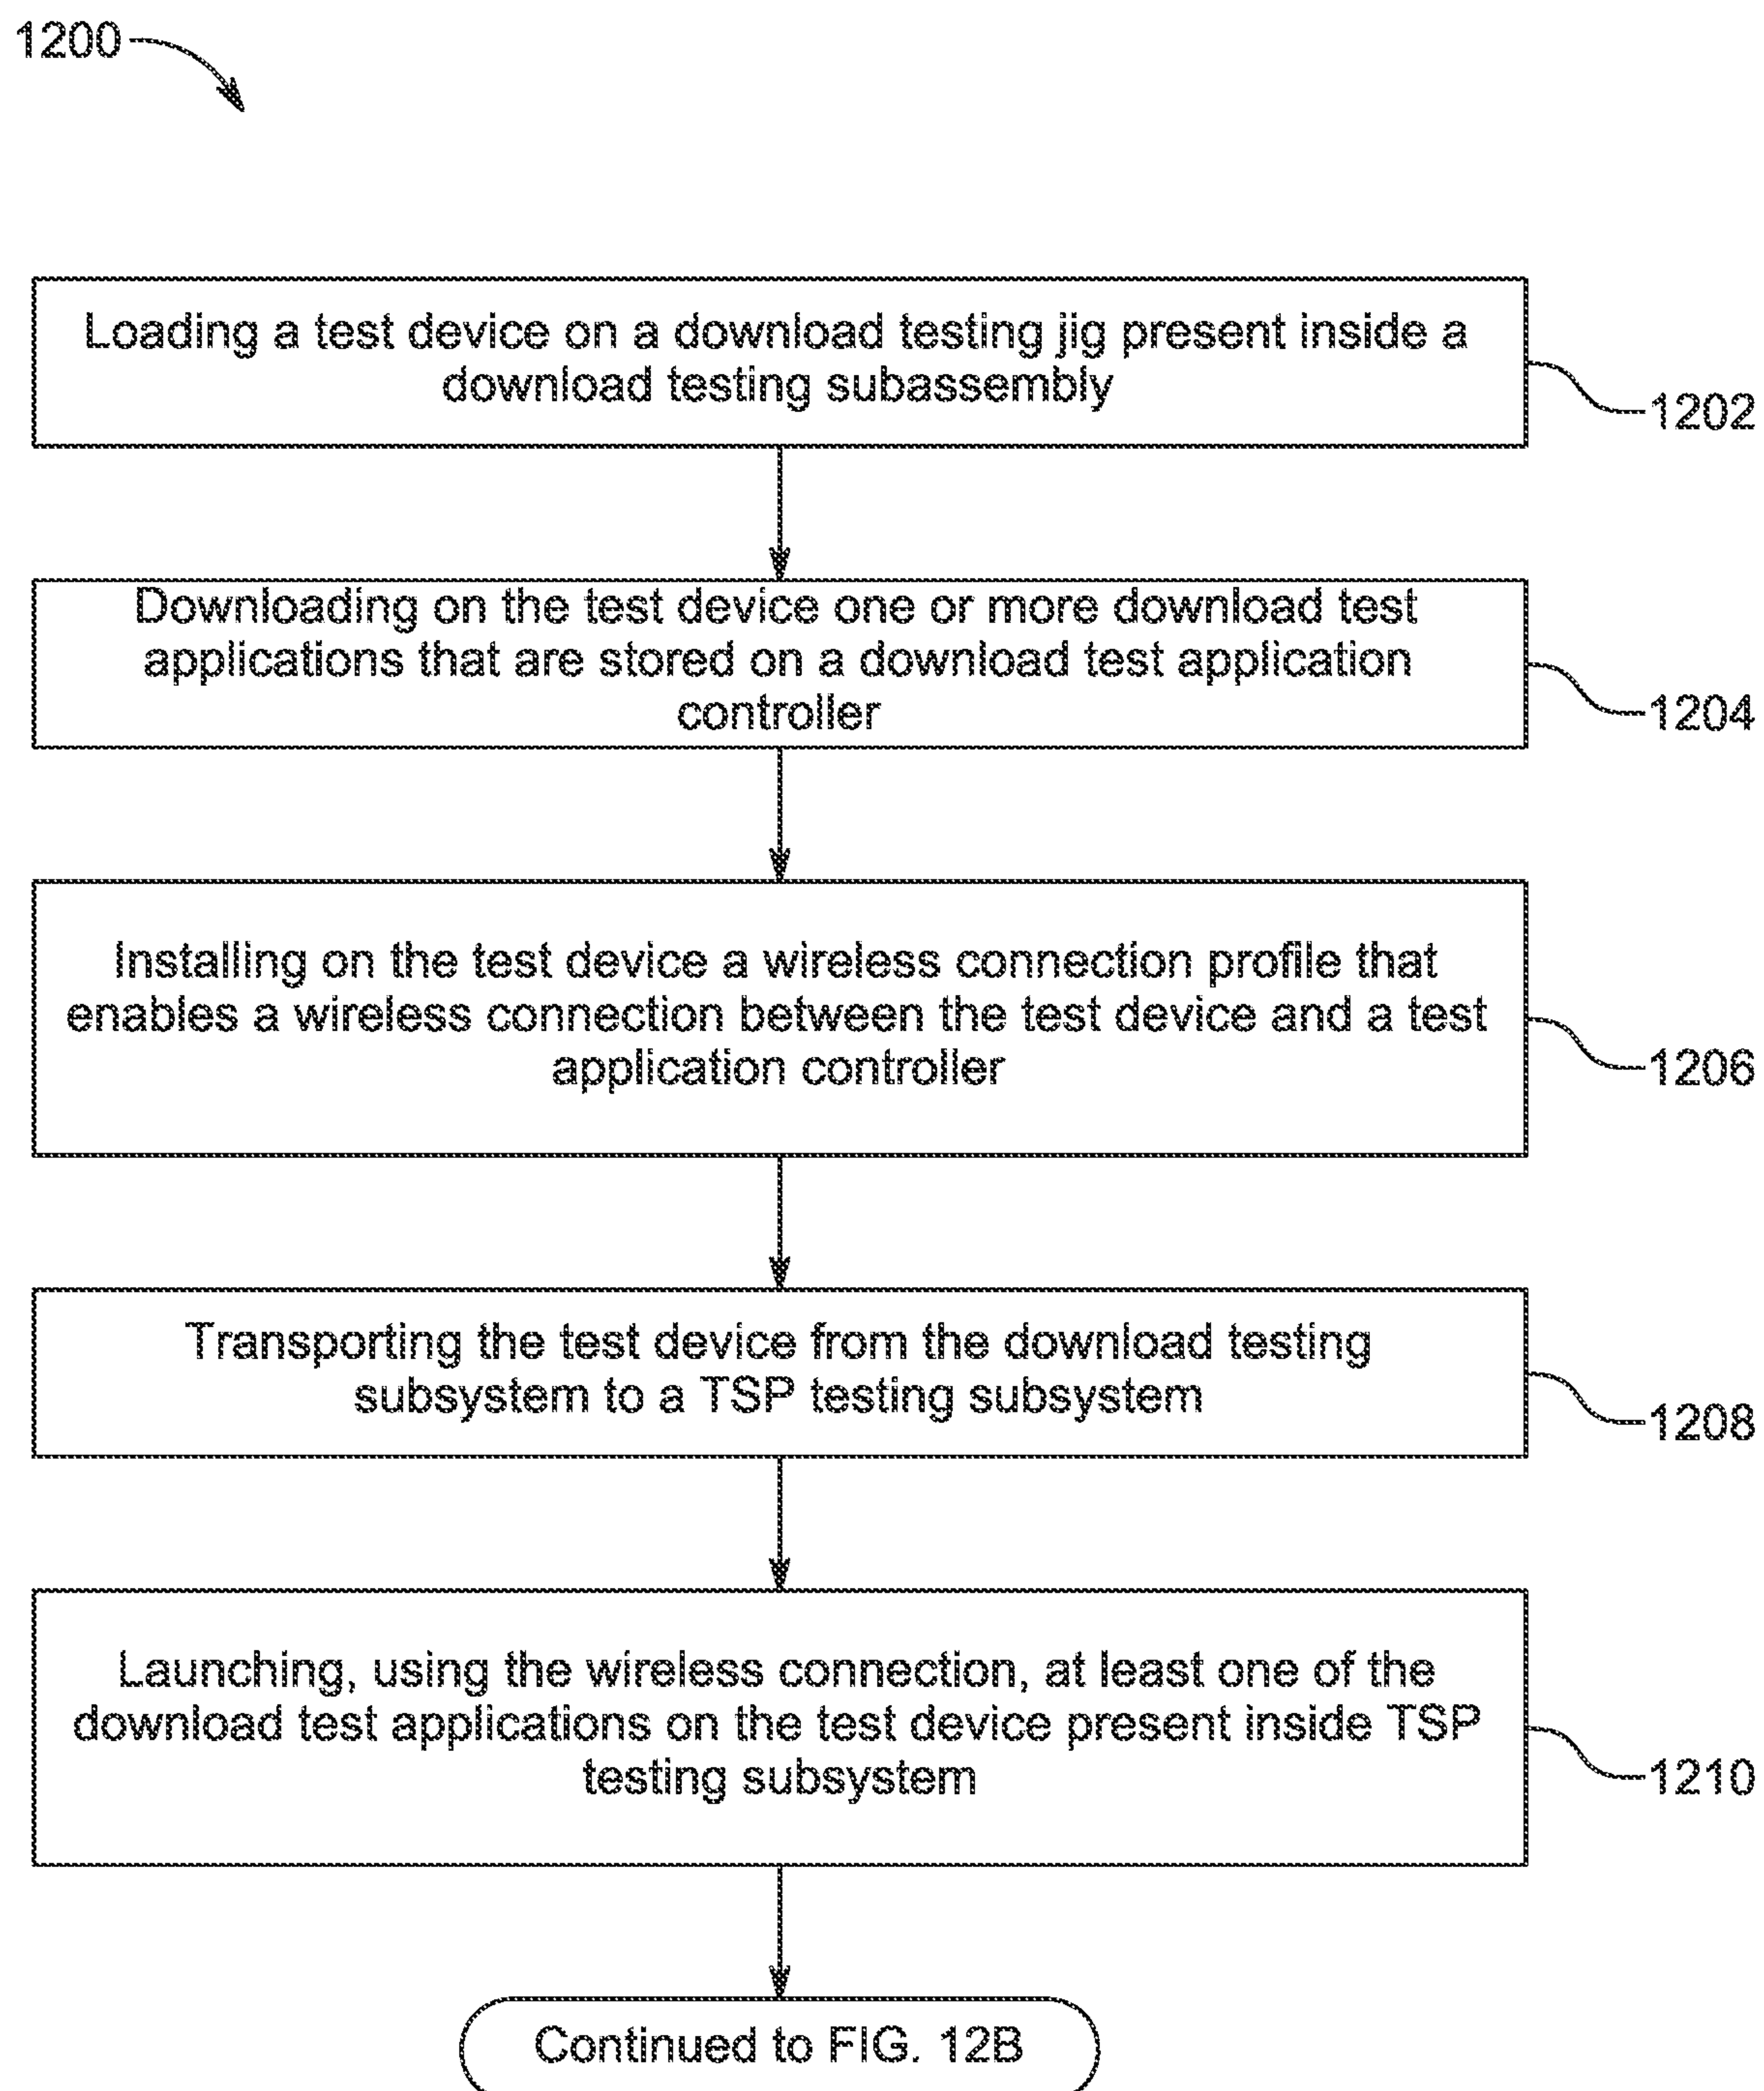 1200
Loading a test device on a download testing jig present inside a
download testing subassembly
1202
Downloading on the test device one or more download test
applications that are stored on a download test application
controller
1204
Installing on the test device a wireless connection profile that
enables a wireless connection between the test device and a test
application controller
1206
Transporting the test device from the download testing
subsystem to a TSP testing subsystem
1208
Launching, using the wireless connection, at least one of the
download test applications on the test device present inside TSP
testing subsystem
1210
Continued to FIG. 12B